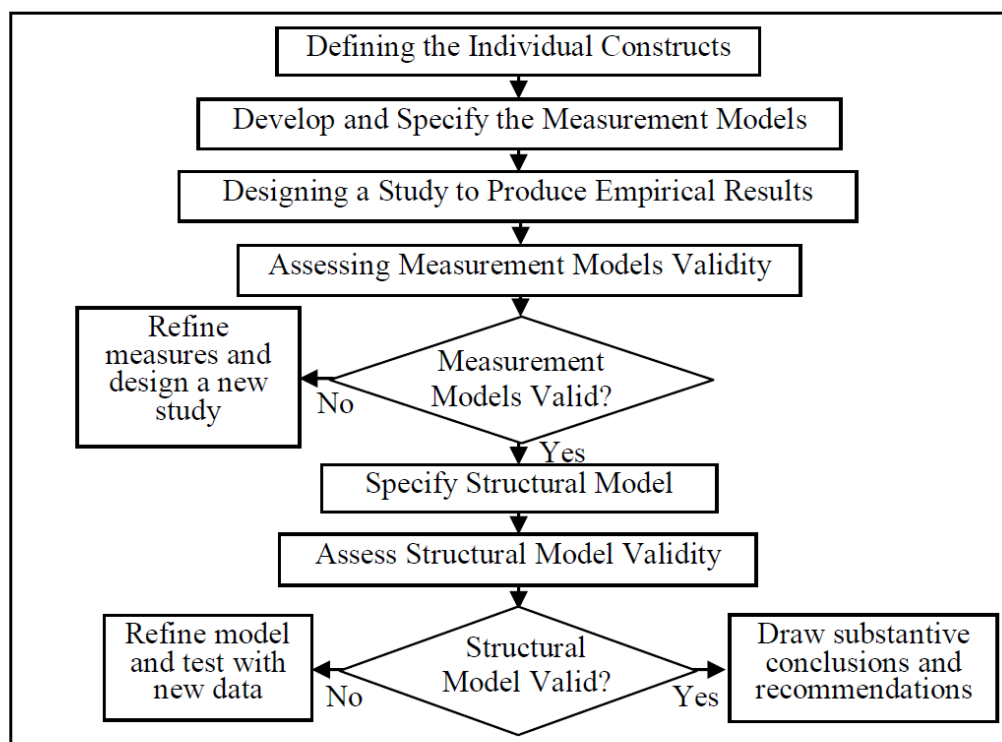 Defining the Individual Constructs
Develop and Specify the Measurement Models
Designing a Study to Produce Empirical Results
Assessing Measurement Models Validity
Refine
measures and
design a new
study
No
Measurement
Models Valid?
Yes
Specify Structural Model
Assess Structural Model Validity
Refine model
and test with
new data
No
Structural
Model Valid?
Yes
Draw substantive
conclusions and
recommendations